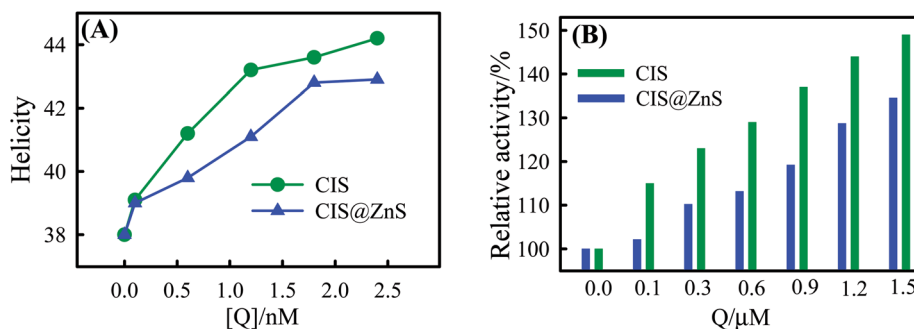 (A)
Helicity
44
42
40
38
CIS
CIS@ZnS
0.0 0.5 1.0 1.5 2.0 2.5
[Q]/nM
(B)
Relative activity/%
150
140
130
120
110
100
CIS
CIS@ZnS
0.0 0.1 0.3 0.6 0.9 1.2 1.5
Q/μM